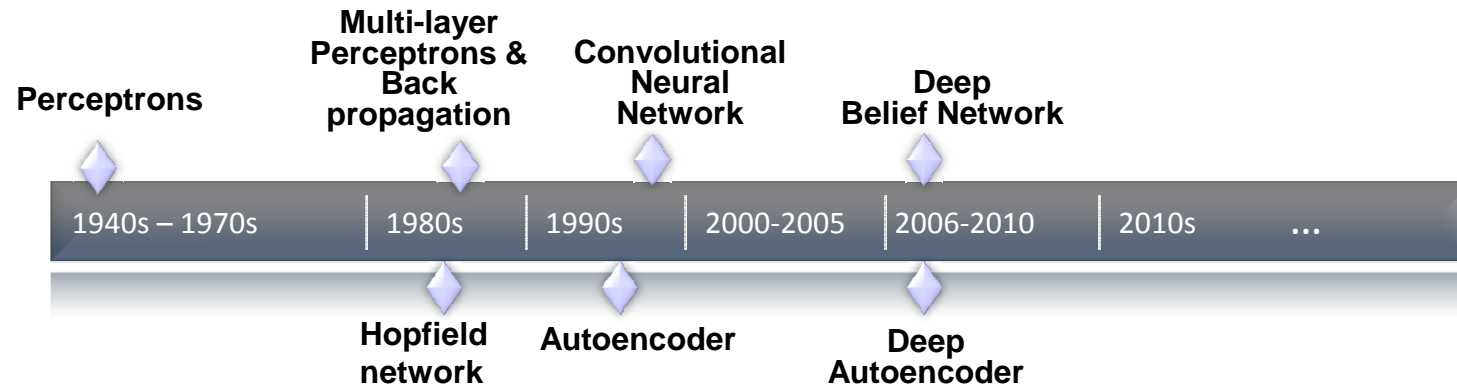 Multi-layer
Perceptrons &
Back
propagation
Convolutional
Neural
Network
Deep
Belief Network
Perceptrons
1940s – 1970s
1980s
1990s
2000-2005
2006-2010
2010s
...
Hopfield
network
Autoencoder
Deep
Autoencoder